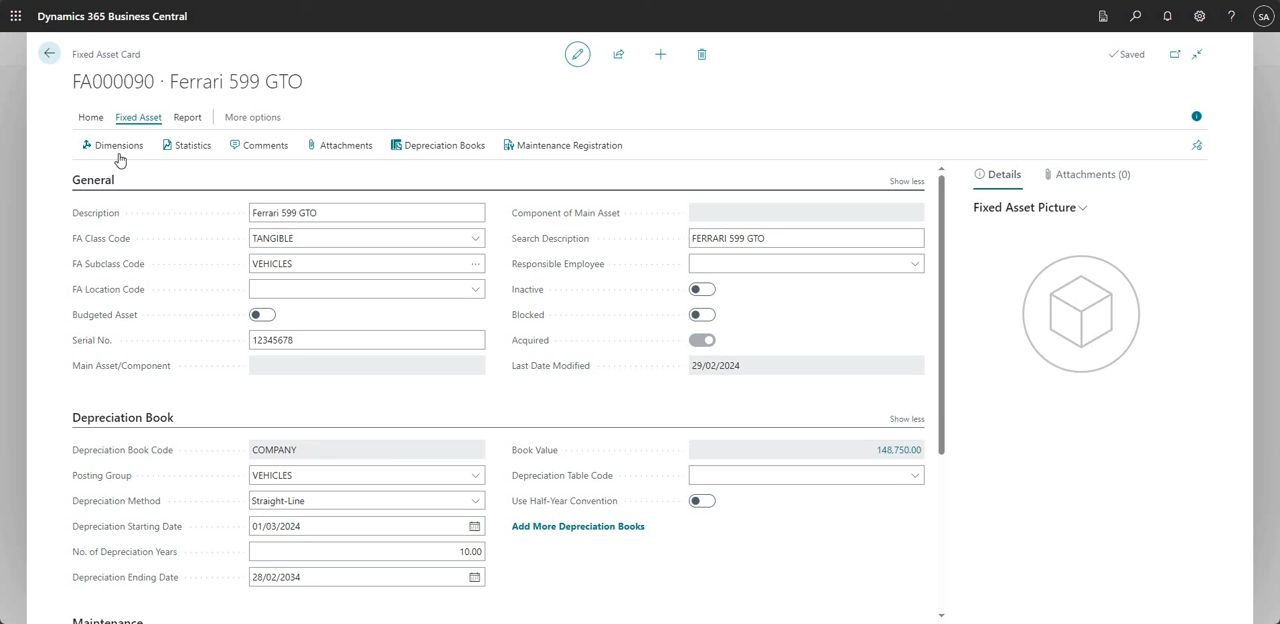 Dynamics 365 Business Central
SA
Fixed Asset Card
Saved
FA000090 · Ferrari 599 GTO
Home Fixed Asset Report More options
Dimensions Statistics Comments Attachments Depreciation Books Maintenance Registration
General Show less
Description Ferrari 599 GTO
FA Class Code TANGIBLE
FA Subclass Code VEHICLES
FA Location Code
Budgeted Asset
Serial No. 12345678
Main Asset/Component
Component of Main Asset
Search Description FERRARI 599 GTO
Responsible Employee
Inactive
Blocked
Acquired
Last Date Modified 29/02/2024
Depreciation Book Show less
Depreciation Book Code COMPANY
Posting Group VEHICLES
Depreciation Method Straight-Line
Depreciation Starting Date 01/03/2024
No. of Depreciation Years 10.00
Depreciation Ending Date 28/02/2034
Book Value 148,750.00
Depreciation Table Code
Use Half-Year Convention
Add More Depreciation Books
Maintenance
Details Attachments (0)
Fixed Asset Picture